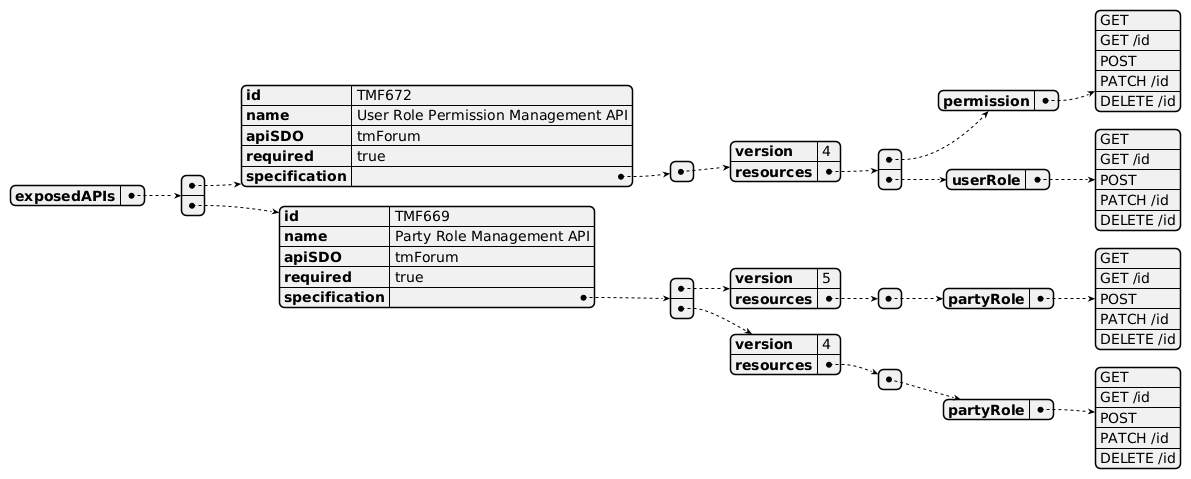 exposedAPIs
id TMF672
name User Role Permission Management API
apiSDO tmForum
required true
specification
version 4
resources
permission
GET
GET /id
POST
PATCH /id
DELETE /id
userRole
GET
GET /id
POST
PATCH /id
DELETE /id
id TMF669
name Party Role Management API
apiSDO tmForum
required true
specification
version 5
resources
partyRole
GET
GET /id
POST
PATCH /id
DELETE /id
version 4
resources
partyRole
GET
GET /id
POST
PATCH /id
DELETE /id